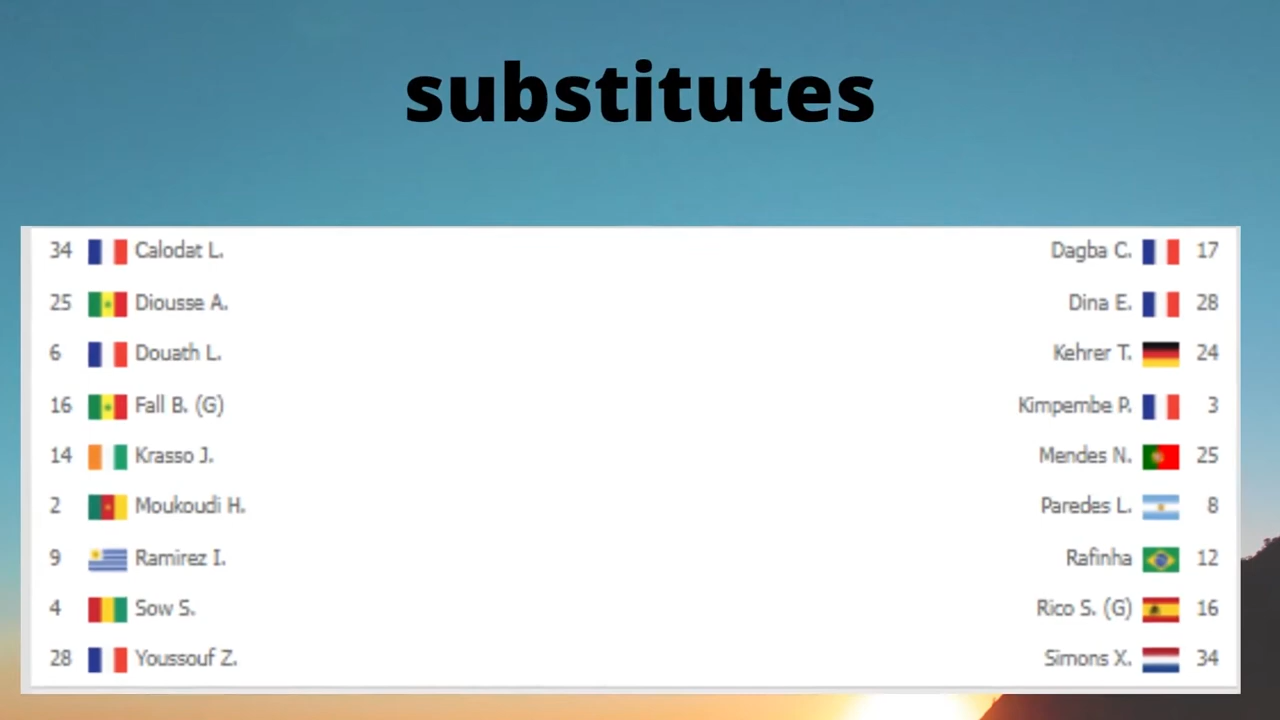 substitutes
34 Calodat L. Dagba C. 17
25 Diousse A. Dina E. 28
6 Douath L. Kehrer T. 24
16 Fall B. (G) Kimpembe P. 3
14 Krasso J. Mendes N. 25
2 Moukoudi H. Paredes L. 8
9 Ramirez I. Rafinha 12
4 Sow S. Rico S. (G) 16
28 Youssouf Z. Simons X. 34